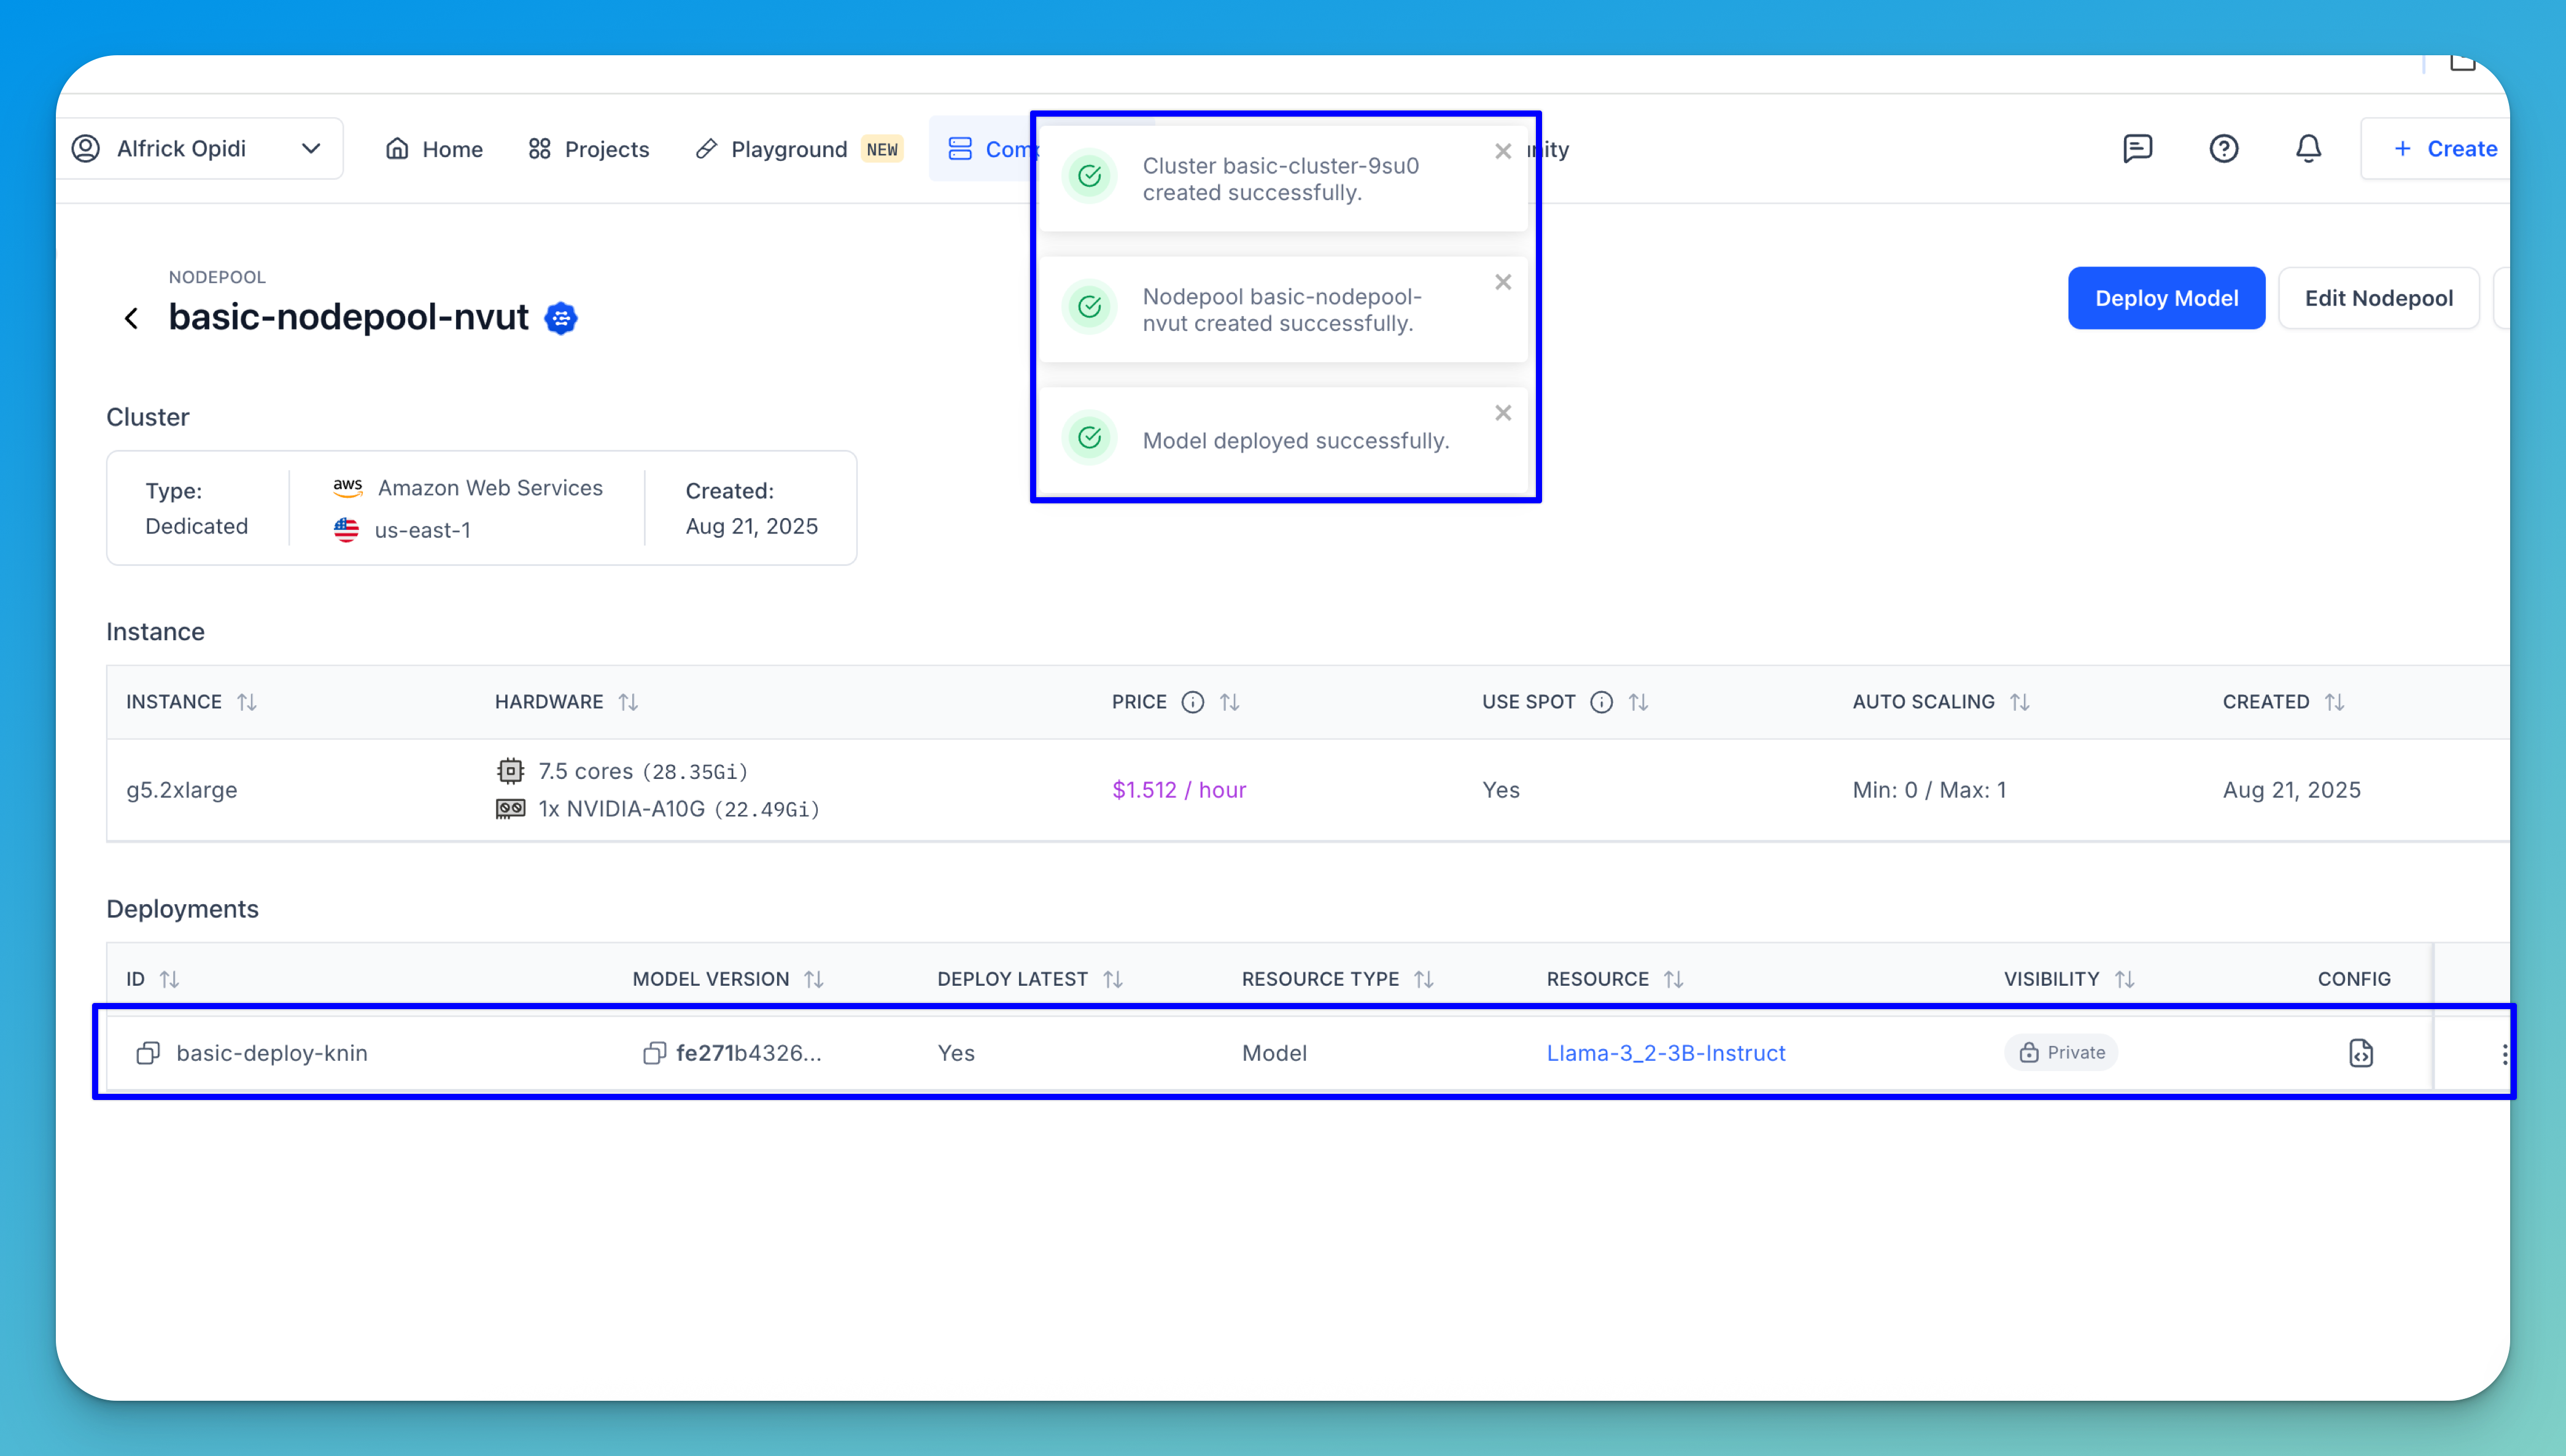 Alfrick Opidi
Home
Projects
Playground NEW
Com
nity
+ Create
Cluster basic-cluster-9su0
created successfully.
Nodepool basic-nodepool-
nvut created successfully.
Model deployed successfully.
NODEPOOL
basic-nodepool-nvut
Deploy Model
Edit Nodepool
Cluster
Type:
Dedicated
aws Amazon Web Services
us-east-1
Created:
Aug 21, 2025
Instance
INSTANCE HARDWARE PRICE USE SPOT AUTO SCALING CREATED
g5.2xlarge
7.5 cores (28.35Gi)
1x NVIDIA-A10G (22.49Gi)
$1.512 / hour
Yes
Min: 0 / Max: 1
Aug 21, 2025
Deployments
ID MODEL VERSION DEPLOY LATEST RESOURCE TYPE RESOURCE VISIBILITY CONFIG
basic-deploy-knin fe271b4326... Yes Model Llama-3_2-3B-Instruct Private